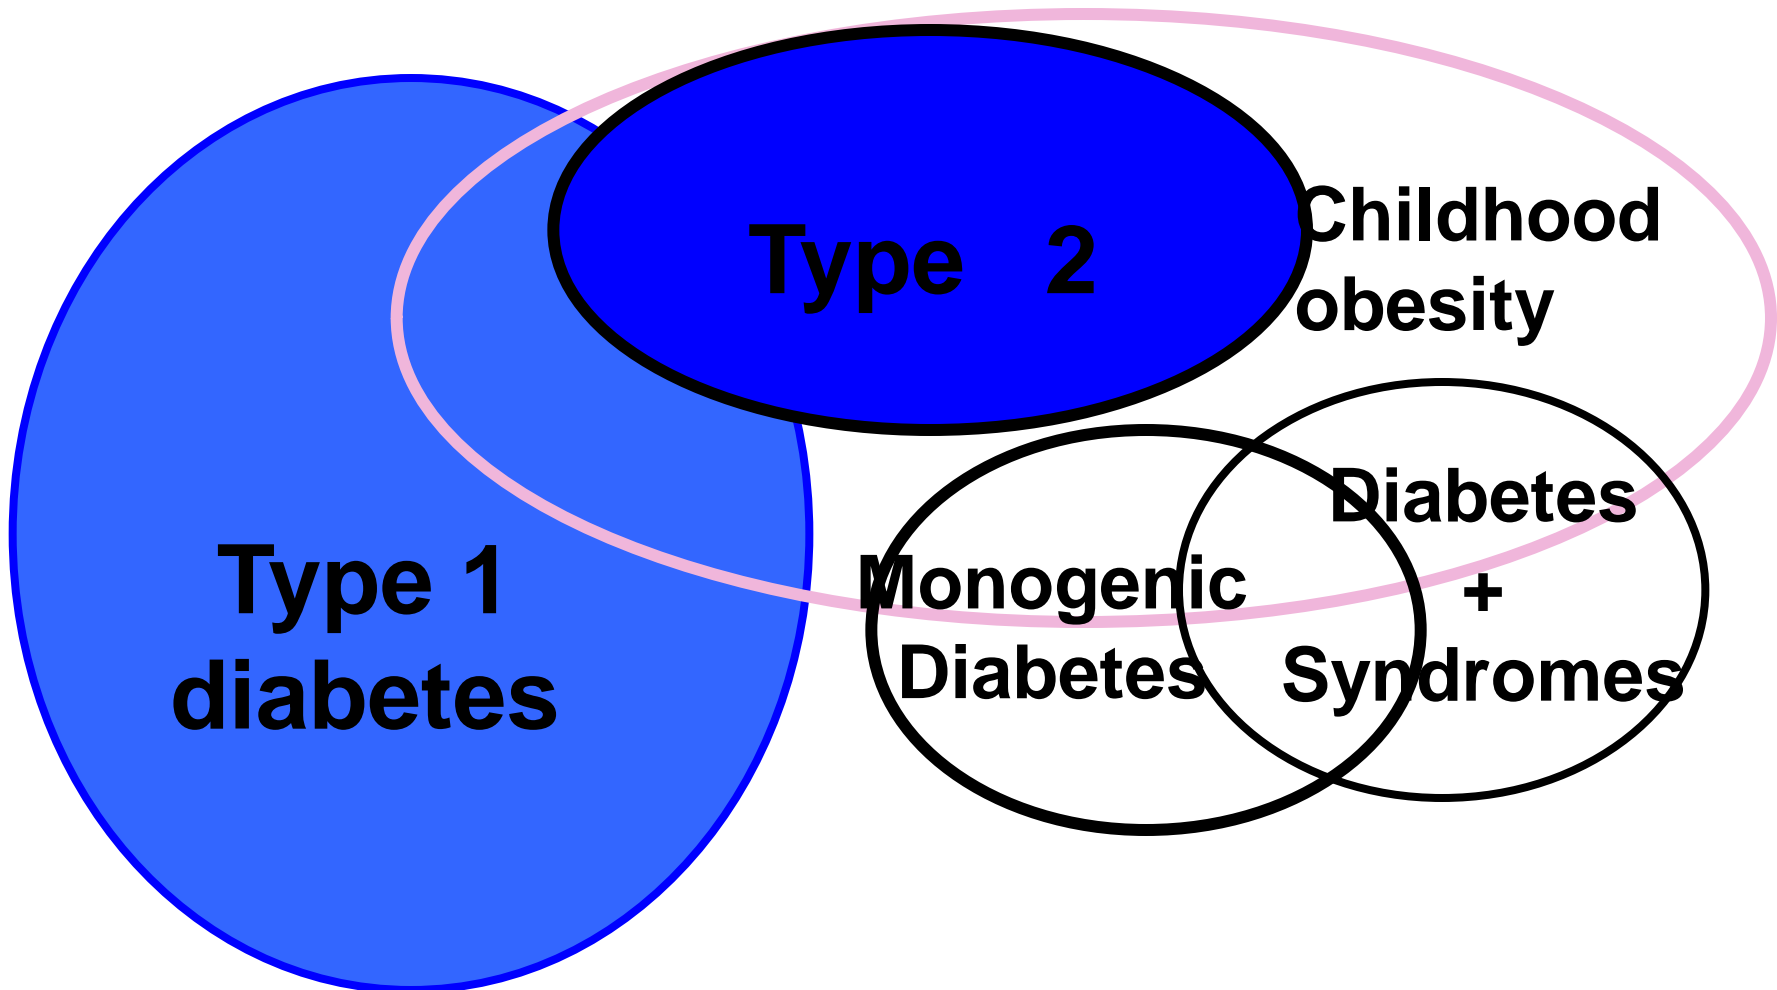 Type 2
Childhood
obesity
Type 1
diabetes
Monogenic
Diabetes
Diabetes
+
Syndromes